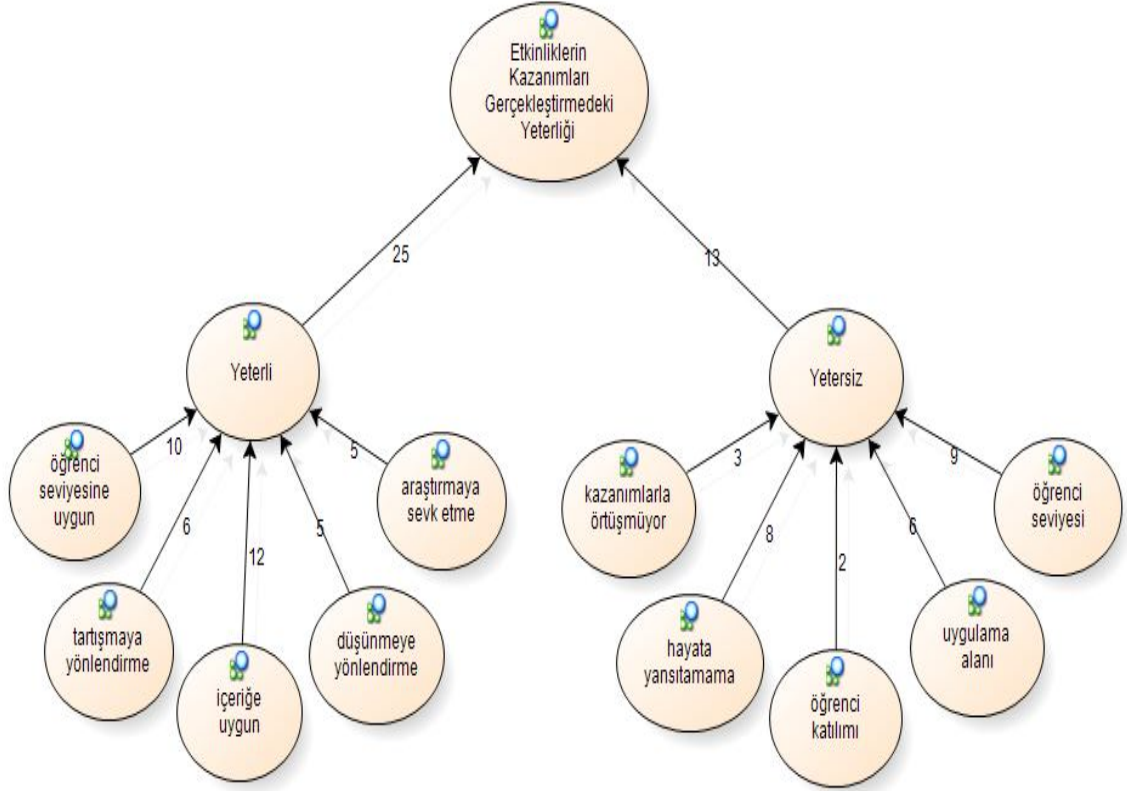 Etkinliklerin
Kazanımları
Gerçekleştirmedeki
Yeterliği
25
13
Yeterli
Yetersiz
öğrenci
seviyesine
uygun
10
tartışmaya
yönlendirme
6
içeriğe
uygun
12
düşünmeye
yönlendirme
5
araştırmaya
sevk etme
5
kazanımlarla
örtüşmüyor
3
hayata
yansıtamama
8
öğrenci
katılımı
2
uygulama
alanı
6
öğrenci
seviyesi
9